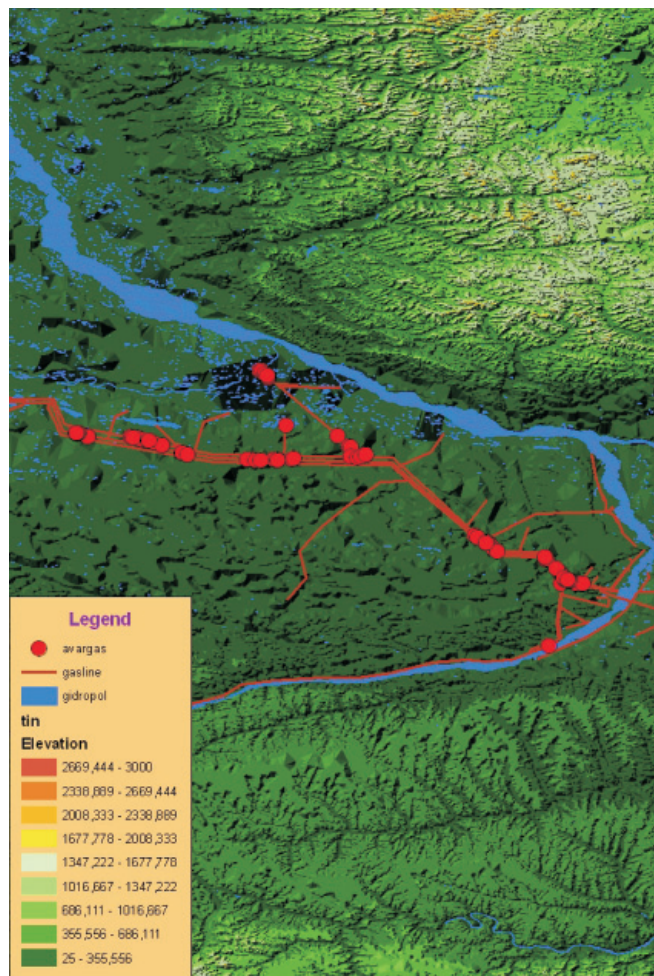 Legend
avargas
gasline
gidropol
tin
Elevation
2669,444 - 3000
2338,889 - 2669,444
2008,333 - 2338,889
1677,778 - 2008,333
1347,222 - 1677,778
1016,667 - 1347,222
686,111 - 1016,667
355,556 - 686,111
25 - 355,556